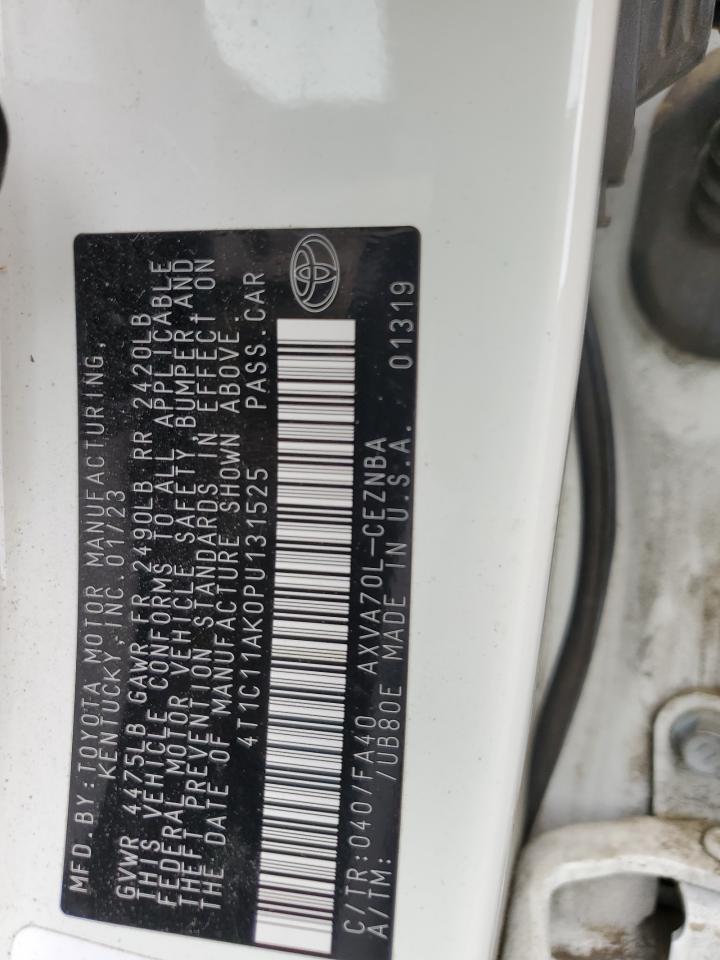 MFD.BY:TOYOTA MOTOR MANUFACTURING,
KENTUCKY, INC.01/23
GVWR 4475LB GAWR FR 2490LB RR 2420LB
THIS VEHICLE CONFORMS TO ALL APPLICABLE
FEDERAL MOTOR VEHICLE SAFETY, BUMPER, AND
THEFT PREVENTION STANDARDS IN EFFECT ON
THE DATE OF MANUFACTURE SHOWN ABOVE.
4T1C11AK0PU131525 PASS.CAR
C/TR:040/FA40 AXVA70L-CEZNBA
A/TM: /UB80E MADE IN U.S.A. 01319